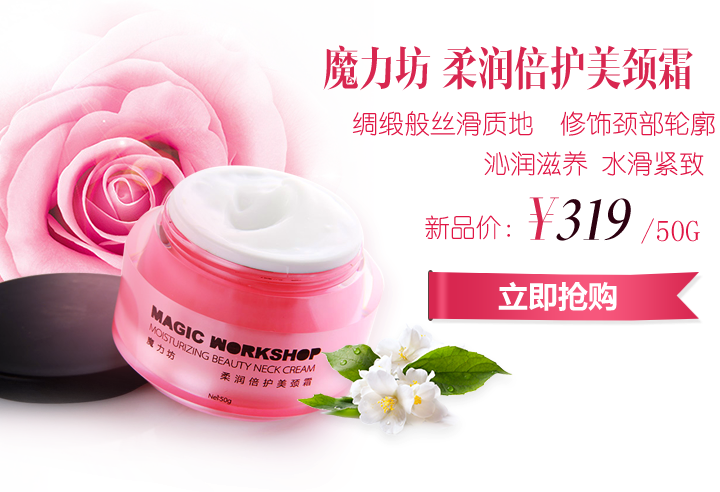 魔力坊 柔润倍护美颈霜
绸缎般丝滑质地 修饰颈部轮廓
沁润滋养 水滑紧致
新品价：¥319/50G
立即抢购
MAGIC WORKSHOP
MOISTURIZING BEAUTY NECK CREAM
魔力坊 柔润倍护美颈霜
Net:50g